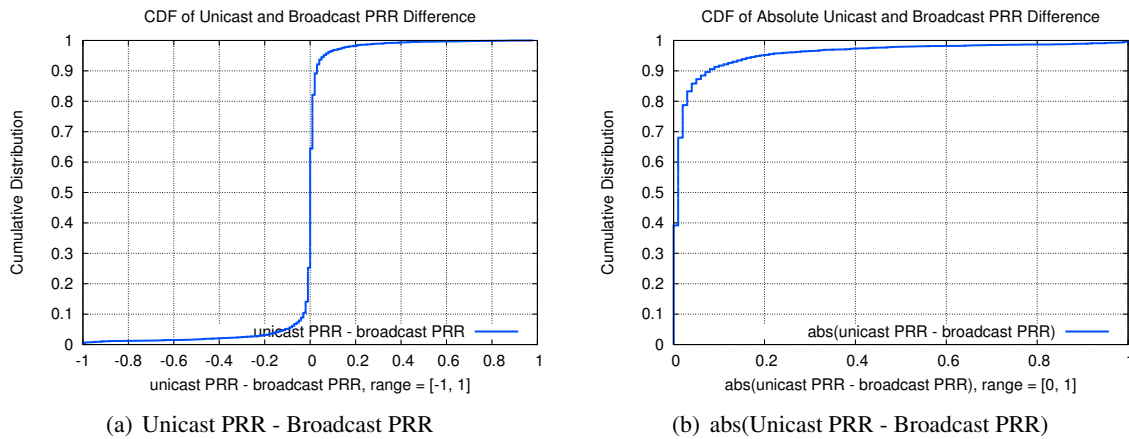 CDF of Unicast and Broadcast PRR Difference
1
0.9
0.8
0.7
0.6
0.5
0.4
0.3
0.2
0.1
0
Cumulative Distribution
unicast PRR - broadcast PRR
-1 -0.8 -0.6 -0.4 -0.2 0 0.2 0.4 0.6 0.8 1
unicast PRR - broadcast PRR, range = [-1, 1]
(a) Unicast PRR - Broadcast PRR
CDF of Absolute Unicast and Broadcast PRR Difference
1
0.9
0.8
0.7
0.6
0.5
0.4
0.3
0.2
0.1
0
Cumulative Distribution
abs(unicast PRR - broadcast PRR)
0 0.2 0.4 0.6 0.8 1
abs(unicast PRR - broadcast PRR), range = [0, 1]
(b) abs(Unicast PRR - Broadcast PRR)